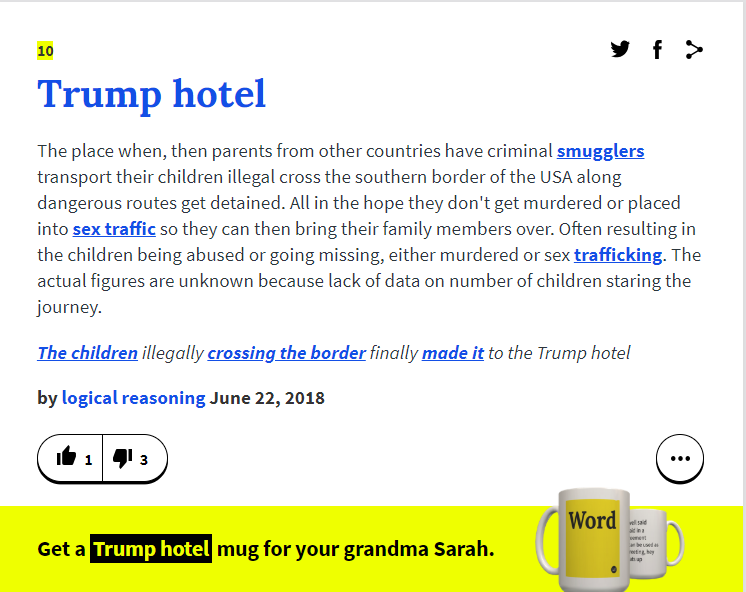 10
Trump hotel
The place when, then parents from other countries have criminal smugglers
transport their children illegal cross the southern border of the USA along
dangerous routes get detained. All in the hope they don't get murdered or placed
into sex traffic so they can then bring their family members over. Often resulting in
the children being abused or going missing, either murdered or sex trafficking. The
actual figures are unknown because lack of data on number of children staring the
journey.
The children illegally crossing the border finally made it to the Trump hotel
by logical reasoning June 22, 2018
1 3
Get a Trump hotel mug for your grandma Sarah.
Word